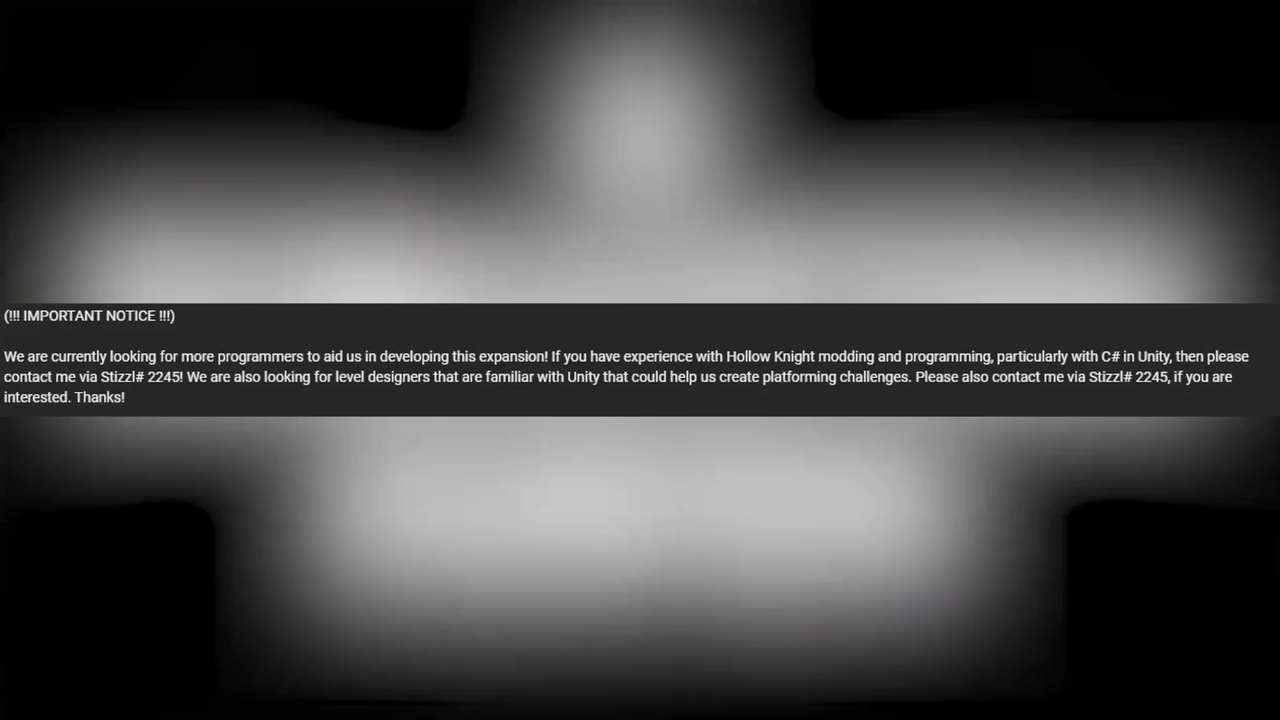 (!!! IMPORTANT NOTICE !!!)
We are currently looking for more programmers to aid us in developing this expansion! If you have experience with Hollow Knight modding and programming, particularly with C# in Unity, then please
contact me via Stizzl# 2245! We are also looking for level designers that are familiar with Unity that could help us create platforming challenges. Please also contact me via Stizzl# 2245, if you are
interested. Thanks!